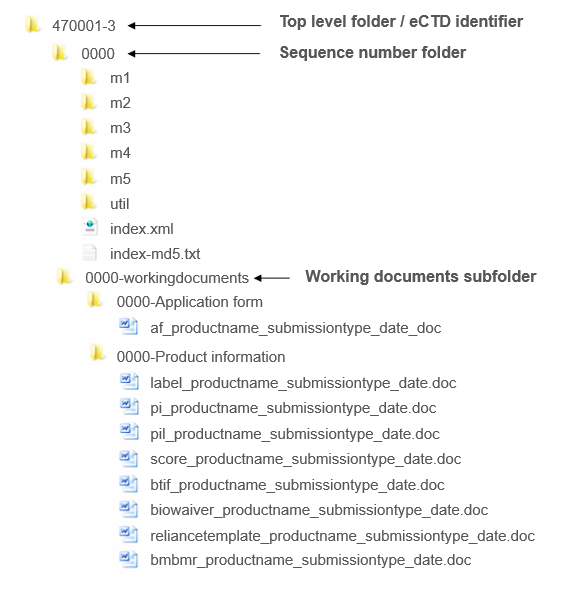 470001-3 Top level folder / eCTD identifier
0000 Sequence number folder
m1
m2
m3
m4
m5
util
index.xml
index-md5.txt
0000-workingdocuments Working documents subfolder
0000-Application form
af_productname_submissiontype_date_doc
0000-Product information
label_productname_submissiontype_date.doc
pi_productname_submissiontype_date.doc
pil_productname_submissiontype_date.doc
score_productname_submissiontype_date.doc
btif_productname_submissiontype_date.doc
biowaiver_productname_submissiontype_date.doc
reliancetemplate_productname_submissiontype_date.doc
bmbmr_productname_submissiontype_date.doc